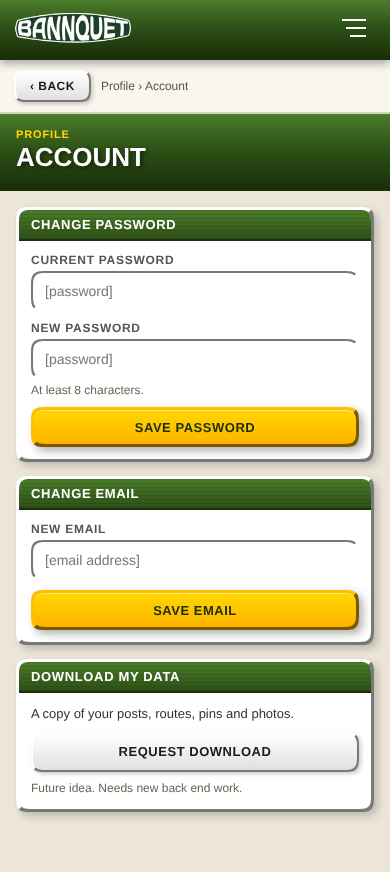 BANNQUET
‹ BACK
Profile › Account
PROFILE
ACCOUNT
CHANGE PASSWORD
CURRENT PASSWORD
[password]
NEW PASSWORD
[password]
At least 8 characters.
SAVE PASSWORD
CHANGE EMAIL
NEW EMAIL
[email address]
SAVE EMAIL
DOWNLOAD MY DATA
A copy of your posts, routes, pins and photos.
REQUEST DOWNLOAD
Future idea. Needs new back end work.